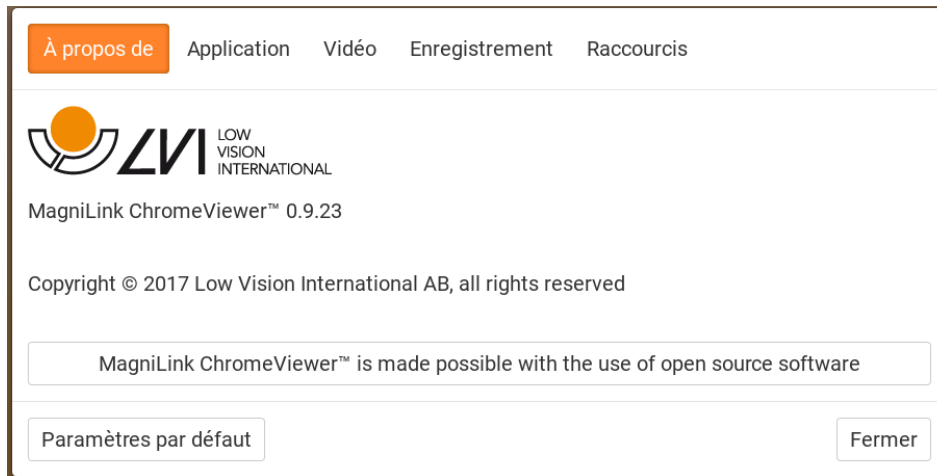 À propos de Application Vidéo Enregistrement Raccourcis
LVI LOW
VISION
INTERNATIONAL
MagniLink ChromeViewer™ 0.9.23
Copyright © 2017 Low Vision International AB, all rights reserved
MagniLink ChromeViewer™ is made possible with the use of open source software
Paramètres par défaut Fermer